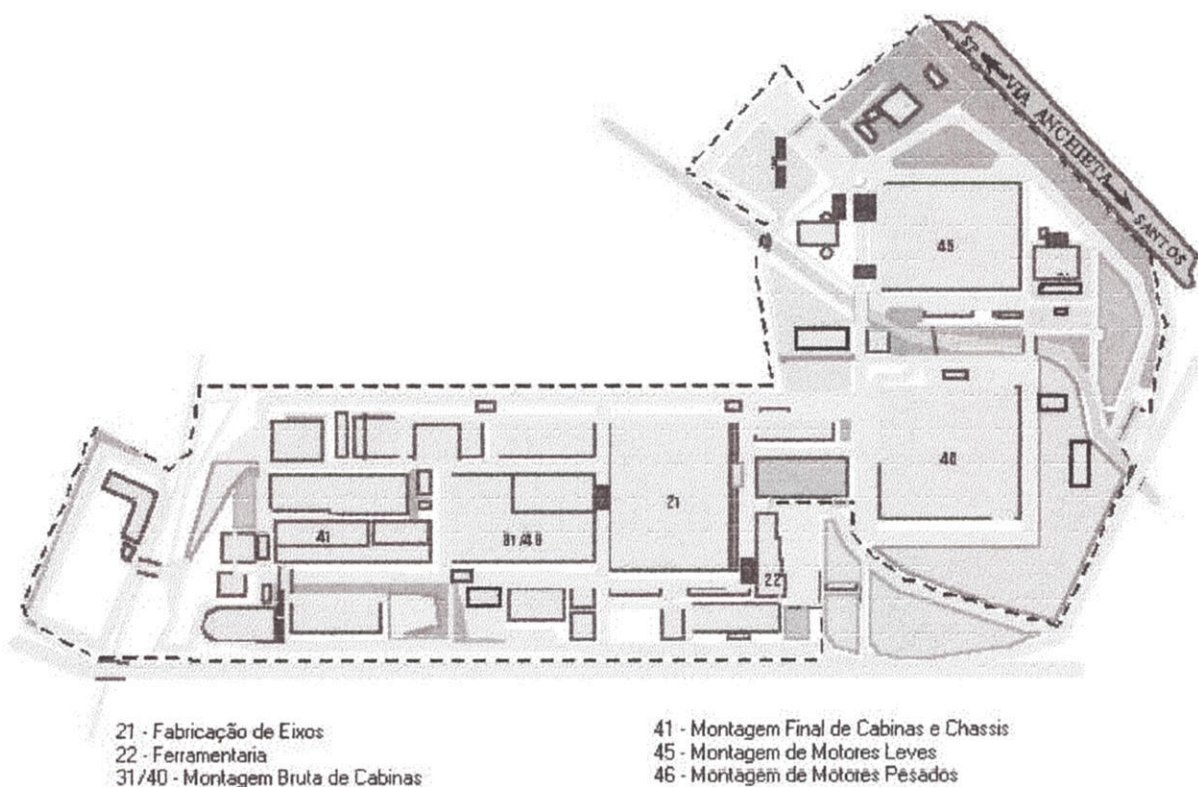 SP VIA ANCHIETA SANTOS
45
46
21
41
31/40
22
21 - Fabricação de Eixos
22 - Ferramentaria
31/40 - Montagem Bruta de Cabinas
41 - Montagem Final de Cabinas e Chassis
45 - Montagem de Motores Leves
46 - Montagem de Motores Pesados